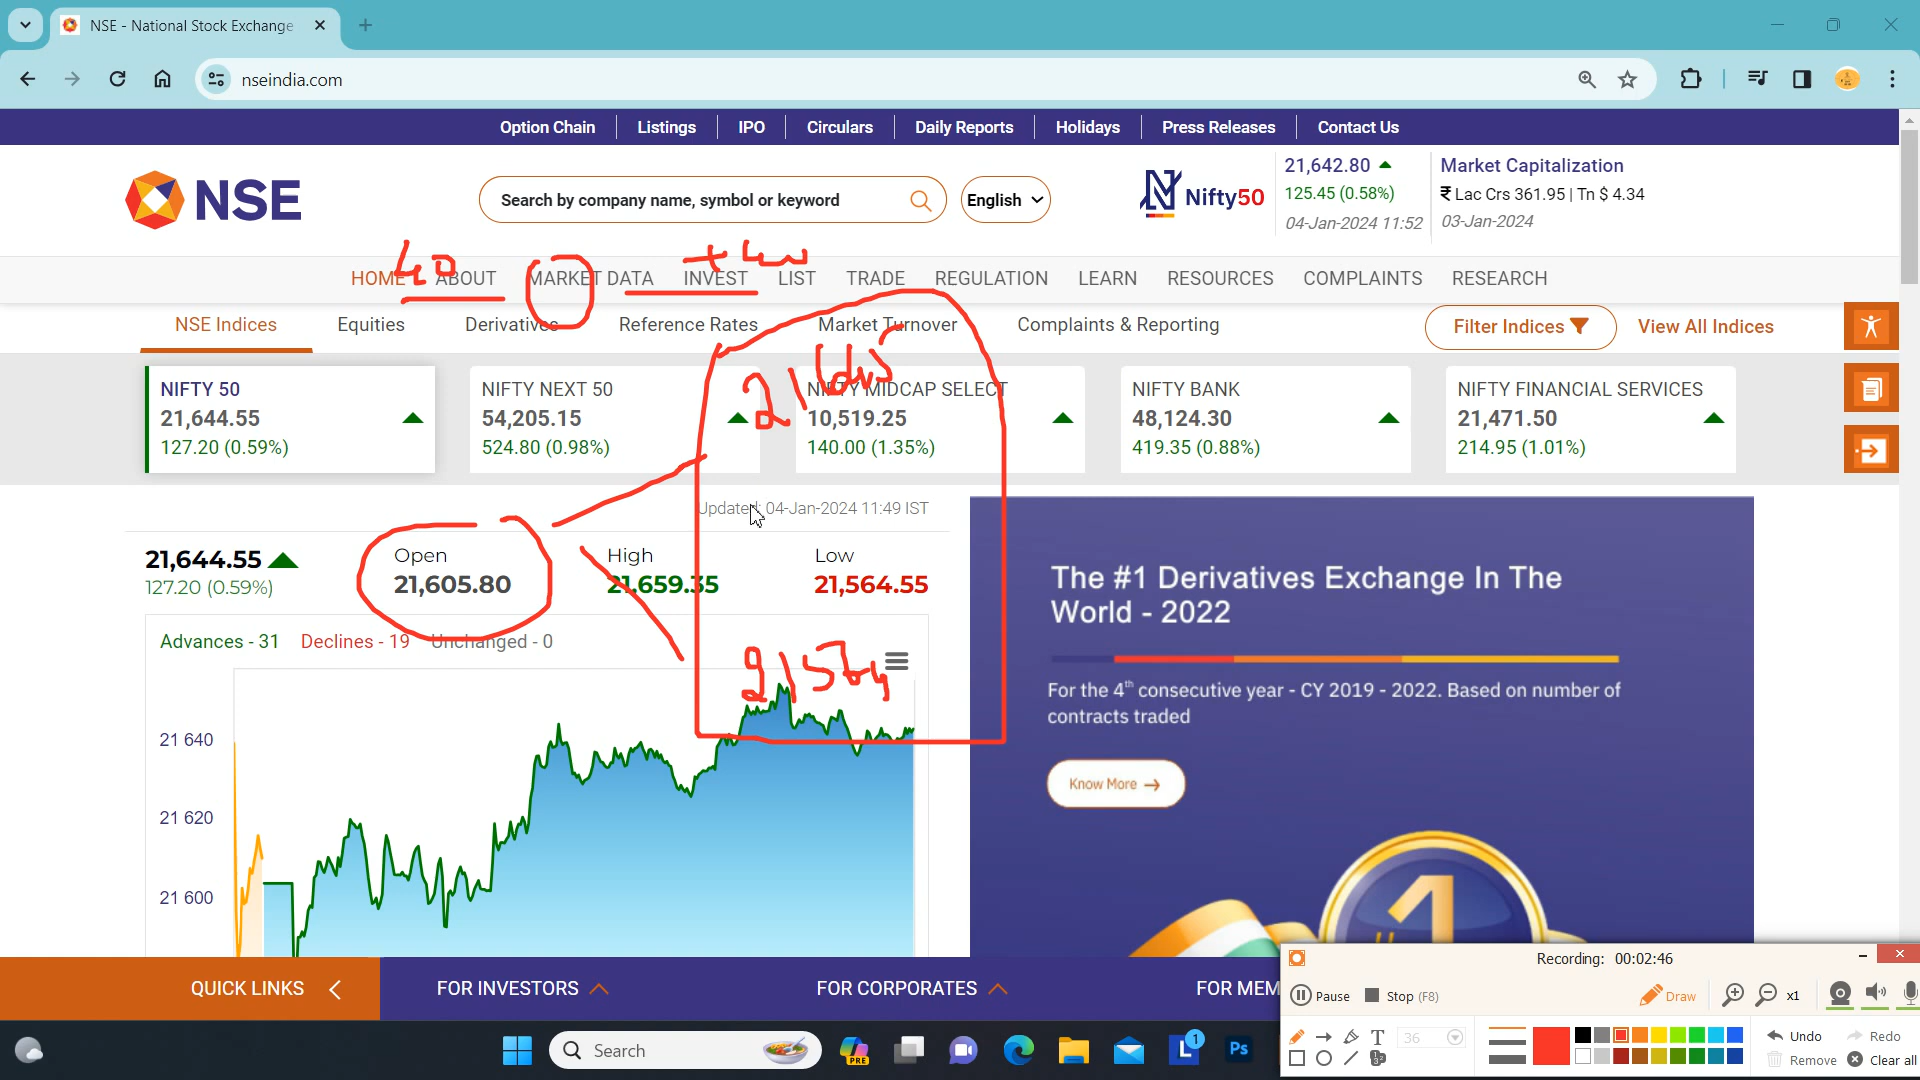 NSE - National Stock Exchange
nseindia.com
Option Chain Listings IPO Circulars Daily Reports Holidays Press Releases Contact Us
NSE
Search by company name, symbol or keyword
English
Nifty50
21,642.80
125.45 (0.58%)
04-Jan-2024 11:52
Market Capitalization
₹ Lac Crs 361.95 | Tn $ 4.34
03-Jan-2024
40
HOME ABOUT MARKET DATA INVEST LIST TRADE REGULATION LEARN RESOURCES COMPLAINTS RESEARCH
NSE Indices Equities Derivatives Reference Rates Market Turnover Complaints & Reporting
Filter Indices View All Indices
NIFTY 50
21,644.55
127.20 (0.59%)
NIFTY NEXT 50
54,205.15
524.80 (0.98%)
NIFTY MIDCAP SELECT
10,519.25
140.00 (1.35%)
NIFTY BANK
48,124.30
419.35 (0.88%)
NIFTY FINANCIAL SERVICES
21,471.50
214.95 (1.01%)
Updated: 04-Jan-2024 11:49 IST
21,644.55
127.20 (0.59%)
Open
21,605.80
High
21,659.35
Low
21,564.55
Advances - 31 Declines - 19 Unchanged - 0
21 640
21 620
21 600
The #1 Derivatives Exchange In The
World - 2022
For the 4th consecutive year - CY 2019 - 2022. Based on number of
contracts traded
Know More
#1
QUICK LINKS FOR INVESTORS FOR CORPORATES FOR MEM
Recording: 00:02:46
Pause Stop (F8) Draw x1
T 36 Undo Redo
Remove Clear all
Search
PRE
L 1
Ps